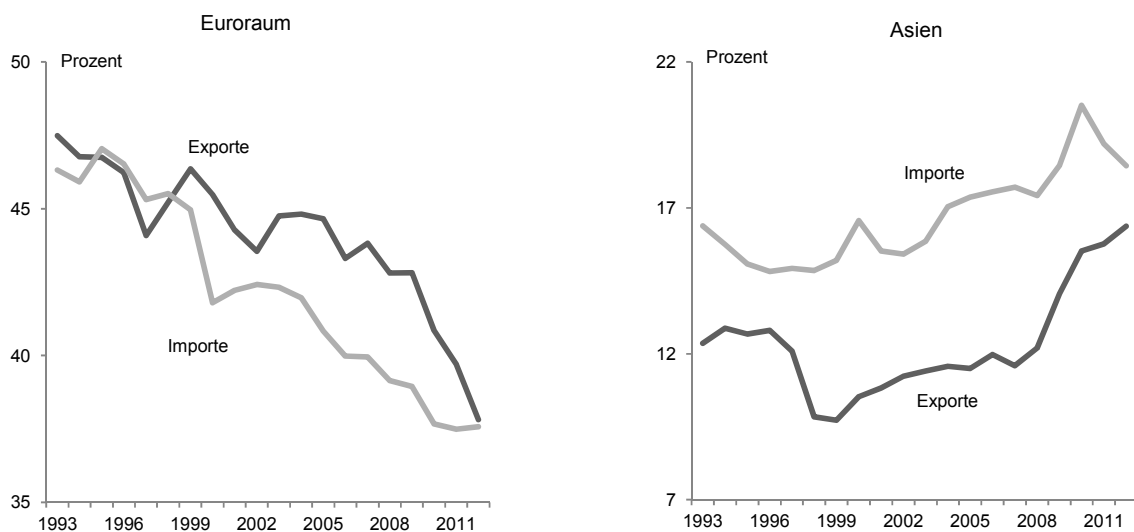 Euroraum
50
Prozent
Exporte
45
Importe
40
35
1993 1996 1999 2002 2005 2008 2011
Asien
22
Prozent
Importe
17
12
Exporte
7
1993 1996 1999 2002 2005 2008 2011